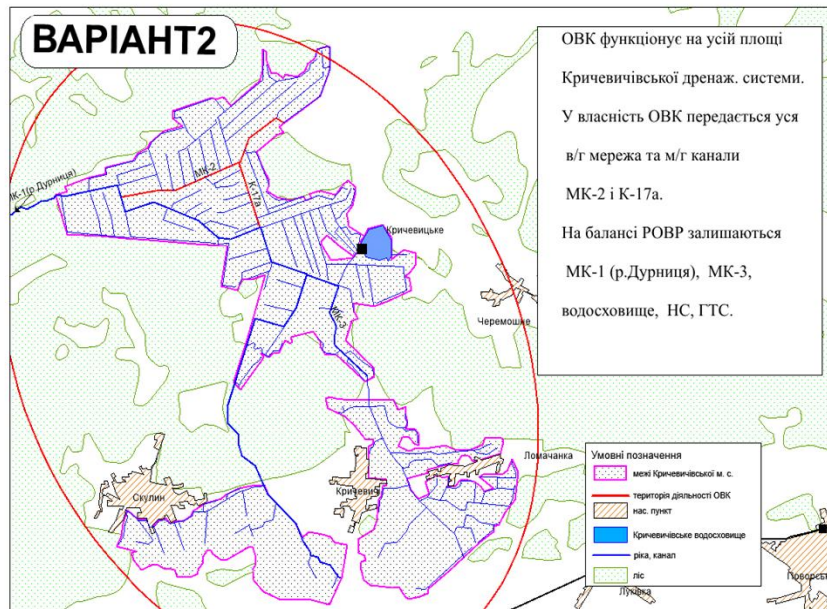 ВАРІАНТ2
ОВК функціонує на усій площі
Кричевичівської дренаж. системи.
У власність ОВК передається уся
в/г мережа та м/г канали
МК-2 і К-17а.
На балансі РОВР залишаються
МК-1 (р.Дурниця), МК-3,
водосховище, НС, ГТС.
МК-1(р.Дурниця)
МК-2
К-17а
Кричевицьке
Черемошне
МК-3
Ломачанка
Скулин
Кричевичі
Умовні позначення
межі Кричевичівської м. с.
територія діяльності ОВК
нас. пункт
Кричевичівське водосховище
ріка, канал
ліс